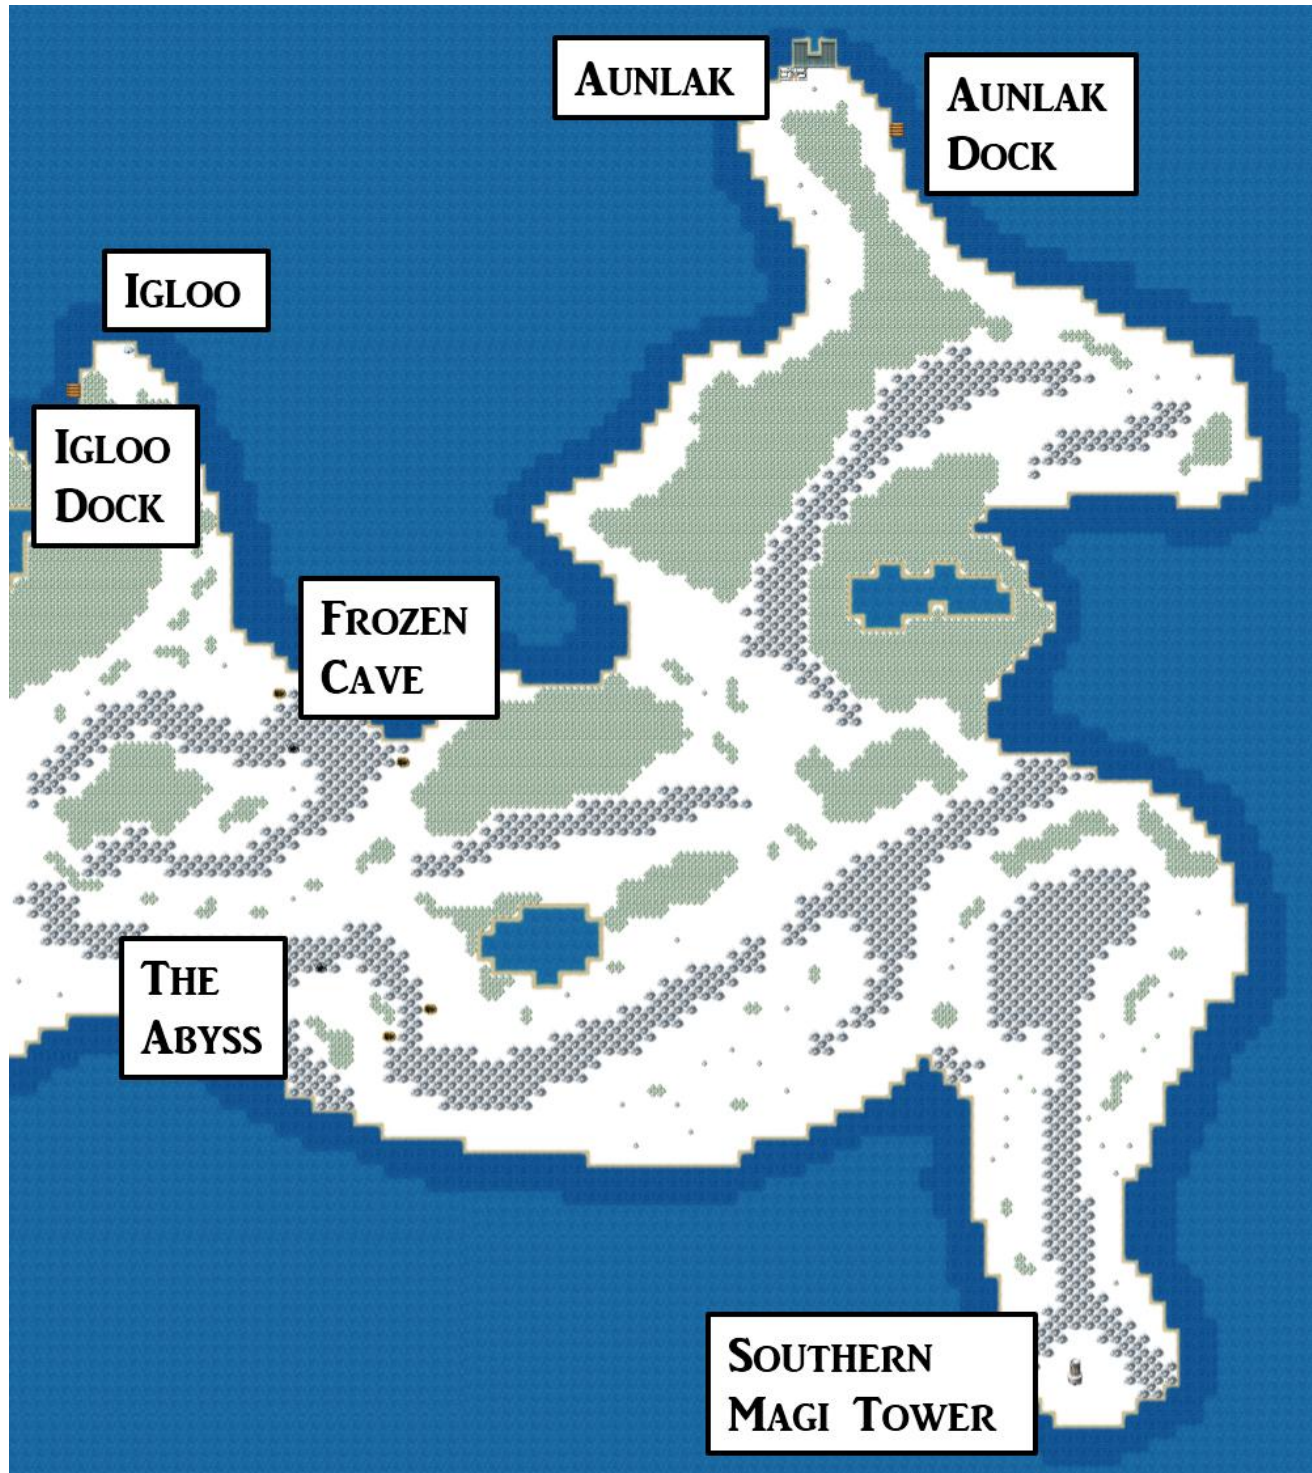 Aunlak
Aunlak
Dock
Igloo
Igloo
Dock
Frozen
Cave
The
Abyss
Southern
Magi Tower